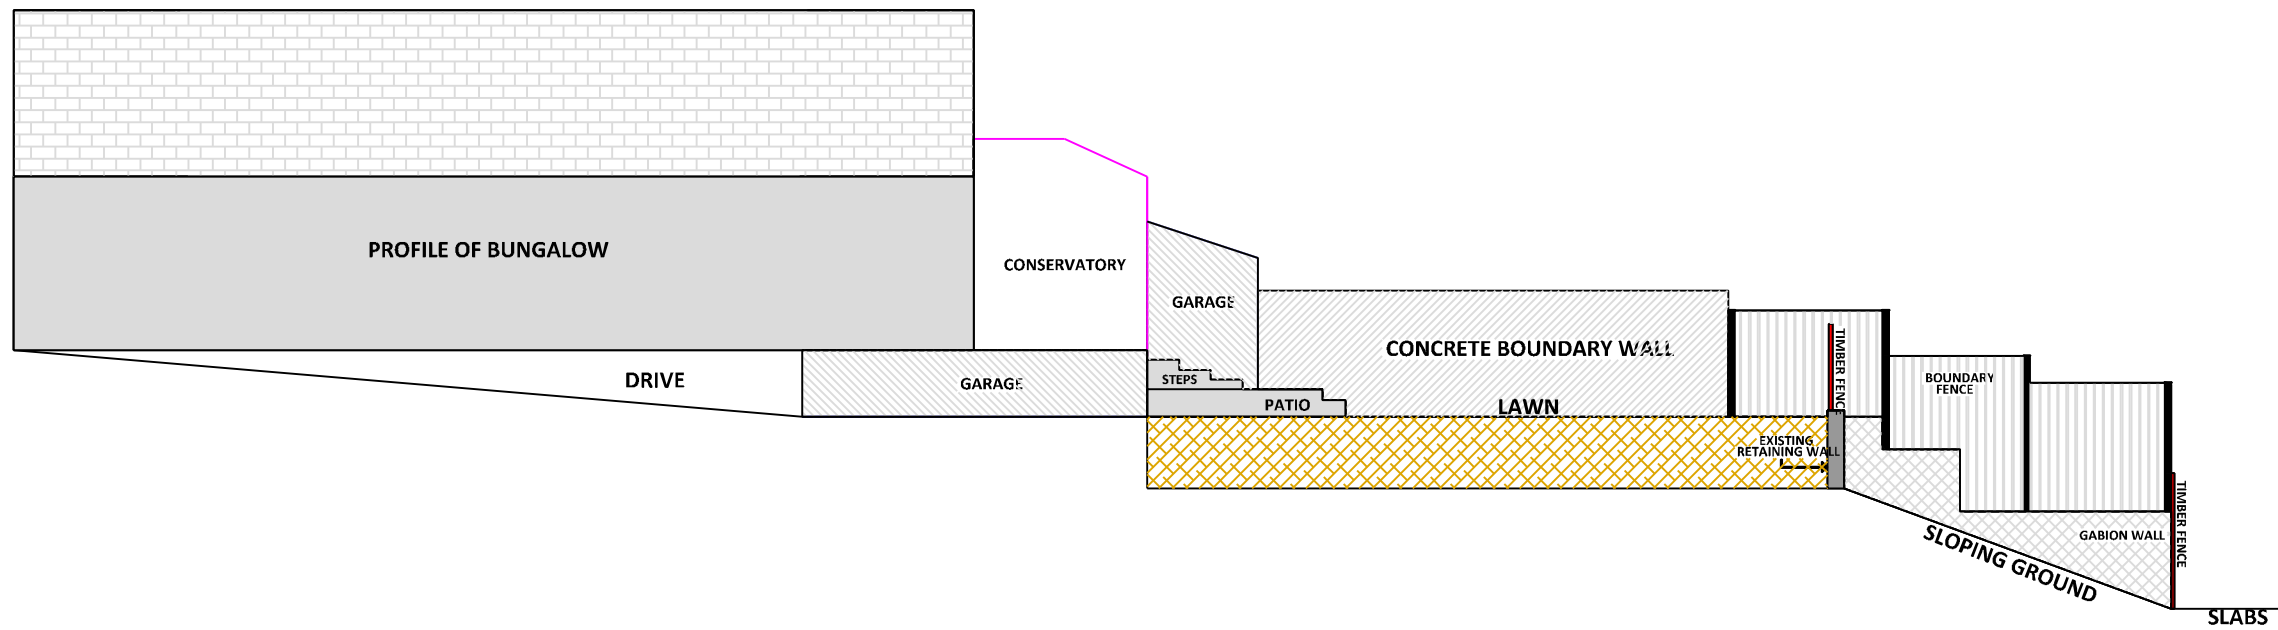 PROFILE OF BUNGALOW
CONSERVATORY
GARAGE
CONCRETE BOUNDARY WALL
TIMBER FENCE
BOUNDARY
FENCE
DRIVE
GARAGE
STEPS
PATIO
LAWN
EXISTING
RETAINING WALL
SLOPING GROUND
GABION WALL
TIMBER FENCE
SLABS